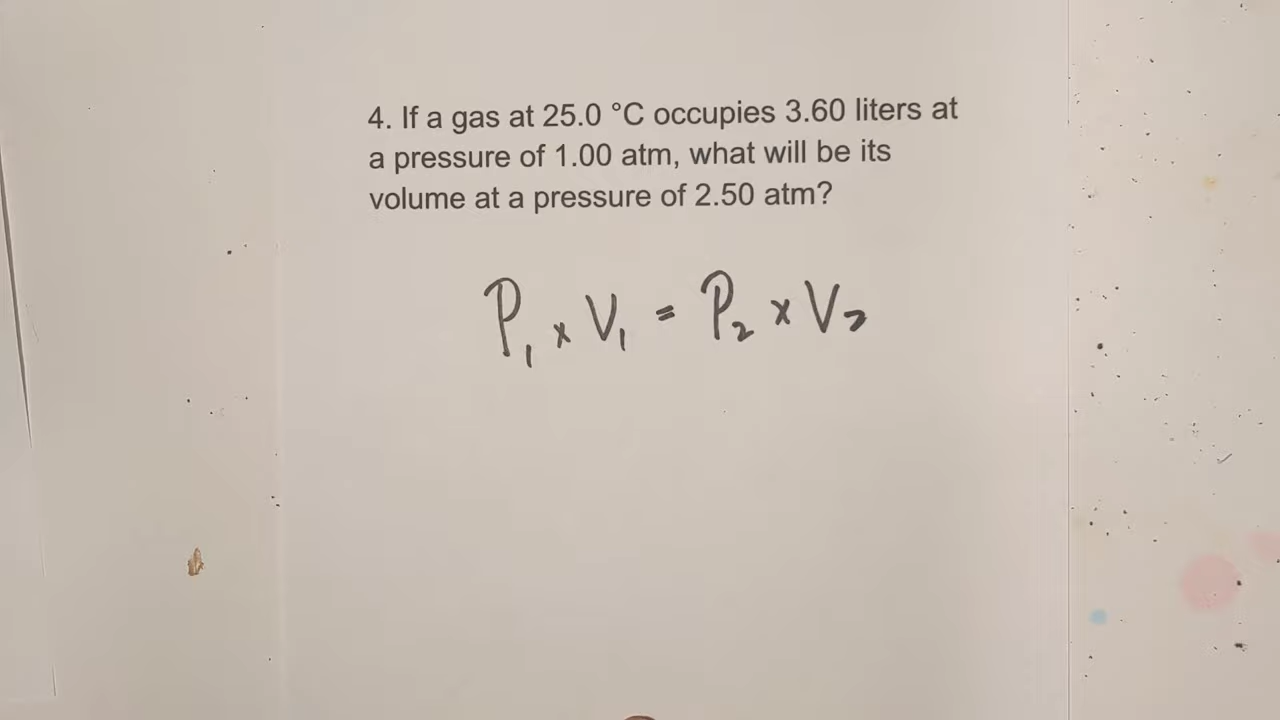 4. If a gas at 25.0 °C occupies 3.60 liters at
a pressure of 1.00 atm, what will be its
volume at a pressure of 2.50 atm?
P₁ × V₁ = P₂ × V₂